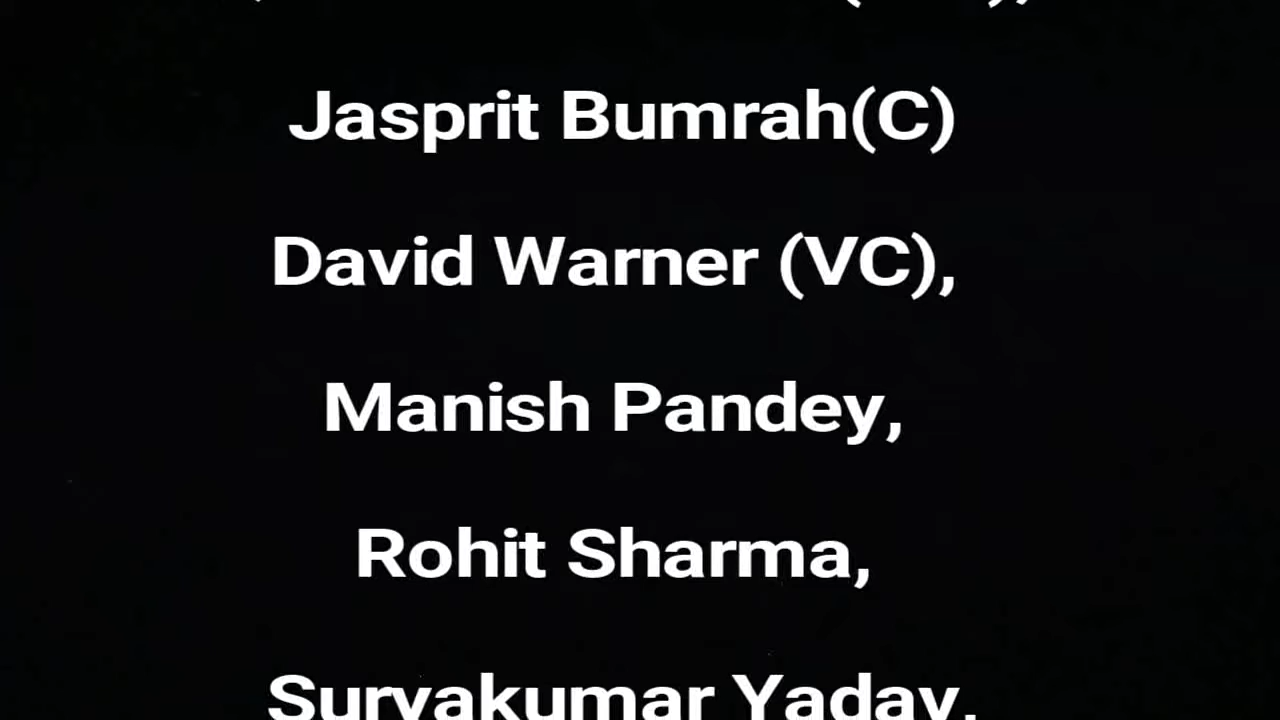 Jasprit Bumrah(C)
David Warner (VC),
Manish Pandey,
Rohit Sharma,
Suryakumar Yadav,